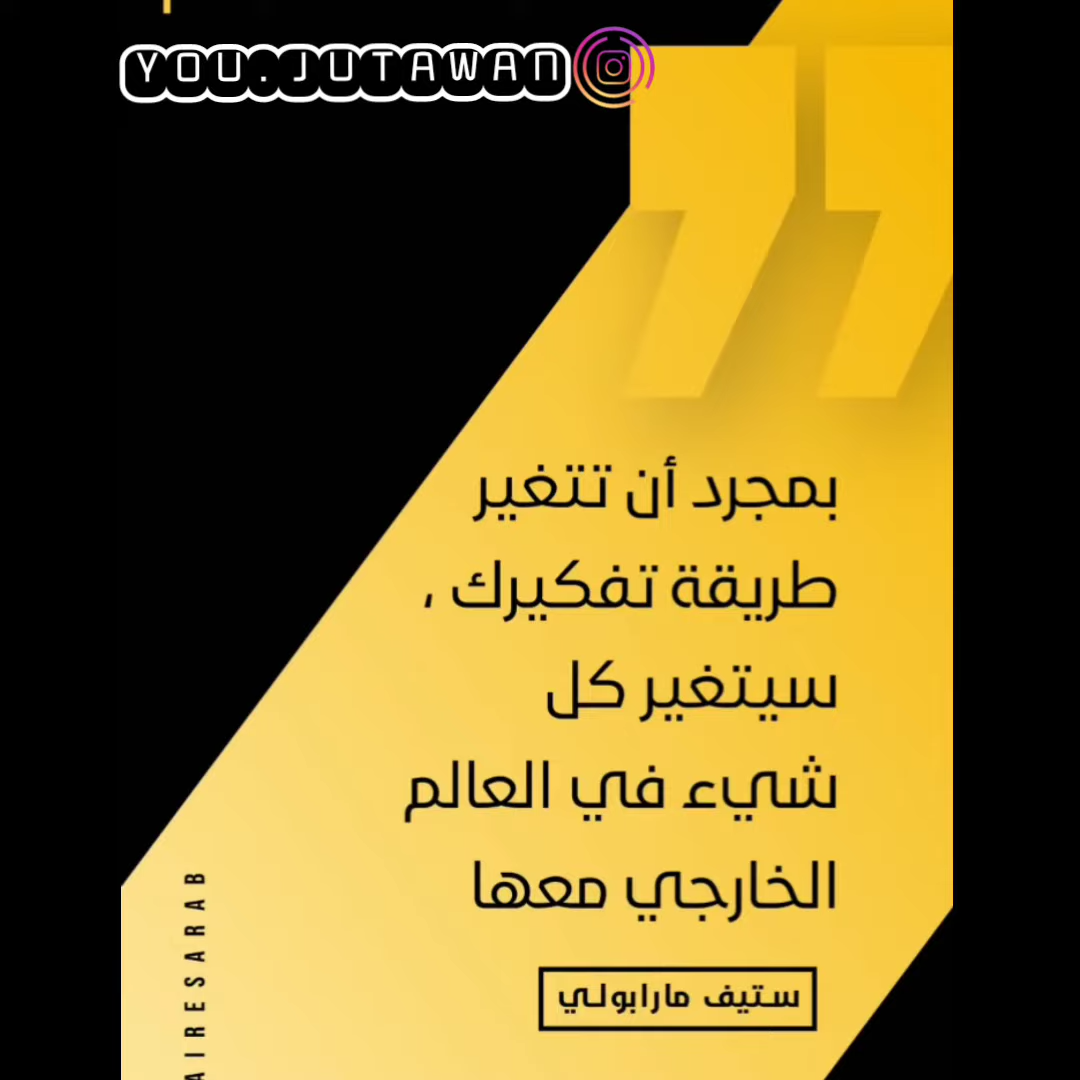 YOU.JUTAWAN
بمجرد أن تتغير
طريقة تفكيرك ،
سيتغير كل
شيء في العالم
الخارجي معها
ستيف مارابولي
AIRESARAB